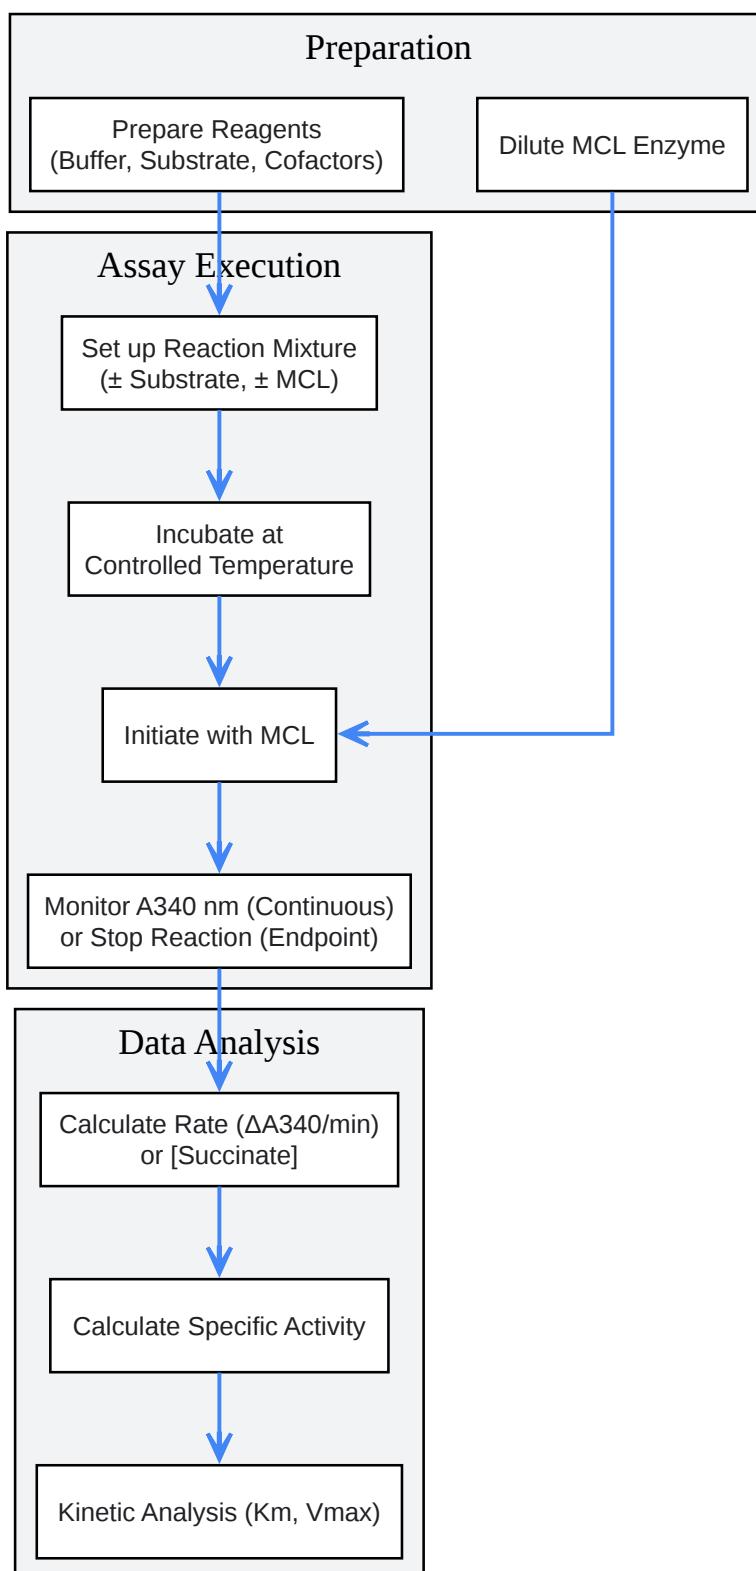 Preparation
Prepare Reagents
(Buffer, Substrate, Cofactors)
Dilute MCL Enzyme
Assay Execution
Set up Reaction Mixture
(± Substrate, ± MCL)
Incubate at
Controlled Temperature
Initiate with MCL
Monitor A340 nm (Continuous)
or Stop Reaction (Endpoint)
Data Analysis
Calculate Rate (ΔA340/min)
or [Succinate]
Calculate Specific Activity
Kinetic Analysis (Km, Vmax)